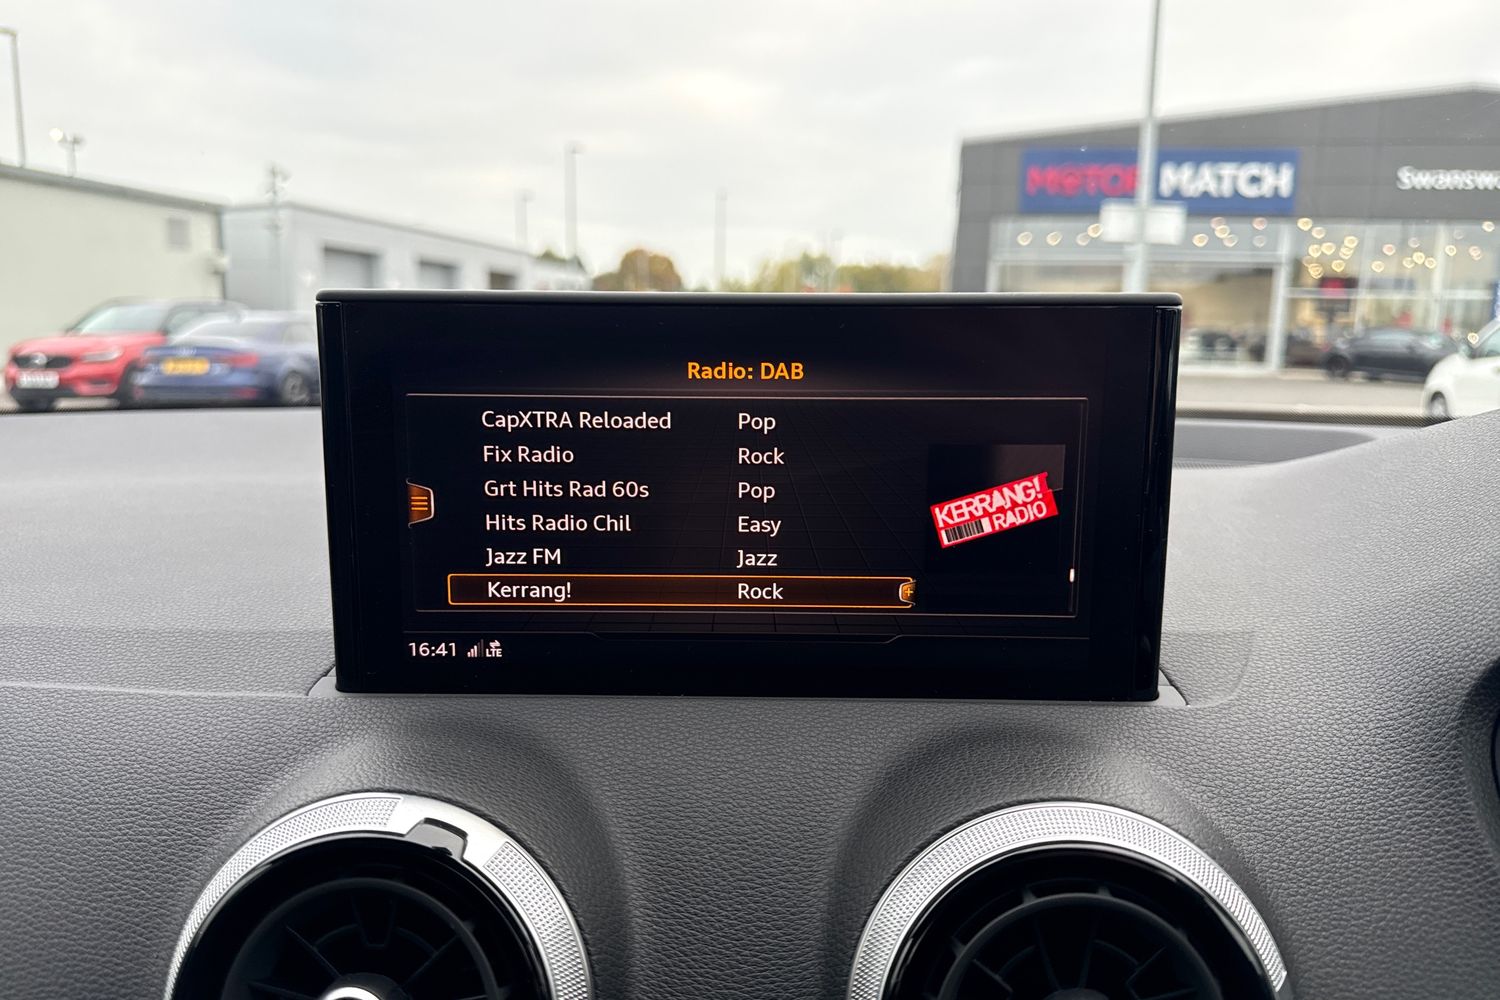 MOTOR MATCH
Radio: DAB
CapXTRA Reloaded Pop
Fix Radio Rock
Grt Hits Rad 60s Pop
Hits Radio Chil Easy
Jazz FM Jazz
Kerrang! Rock
KERRANG!
RADIO
16:41 LTE